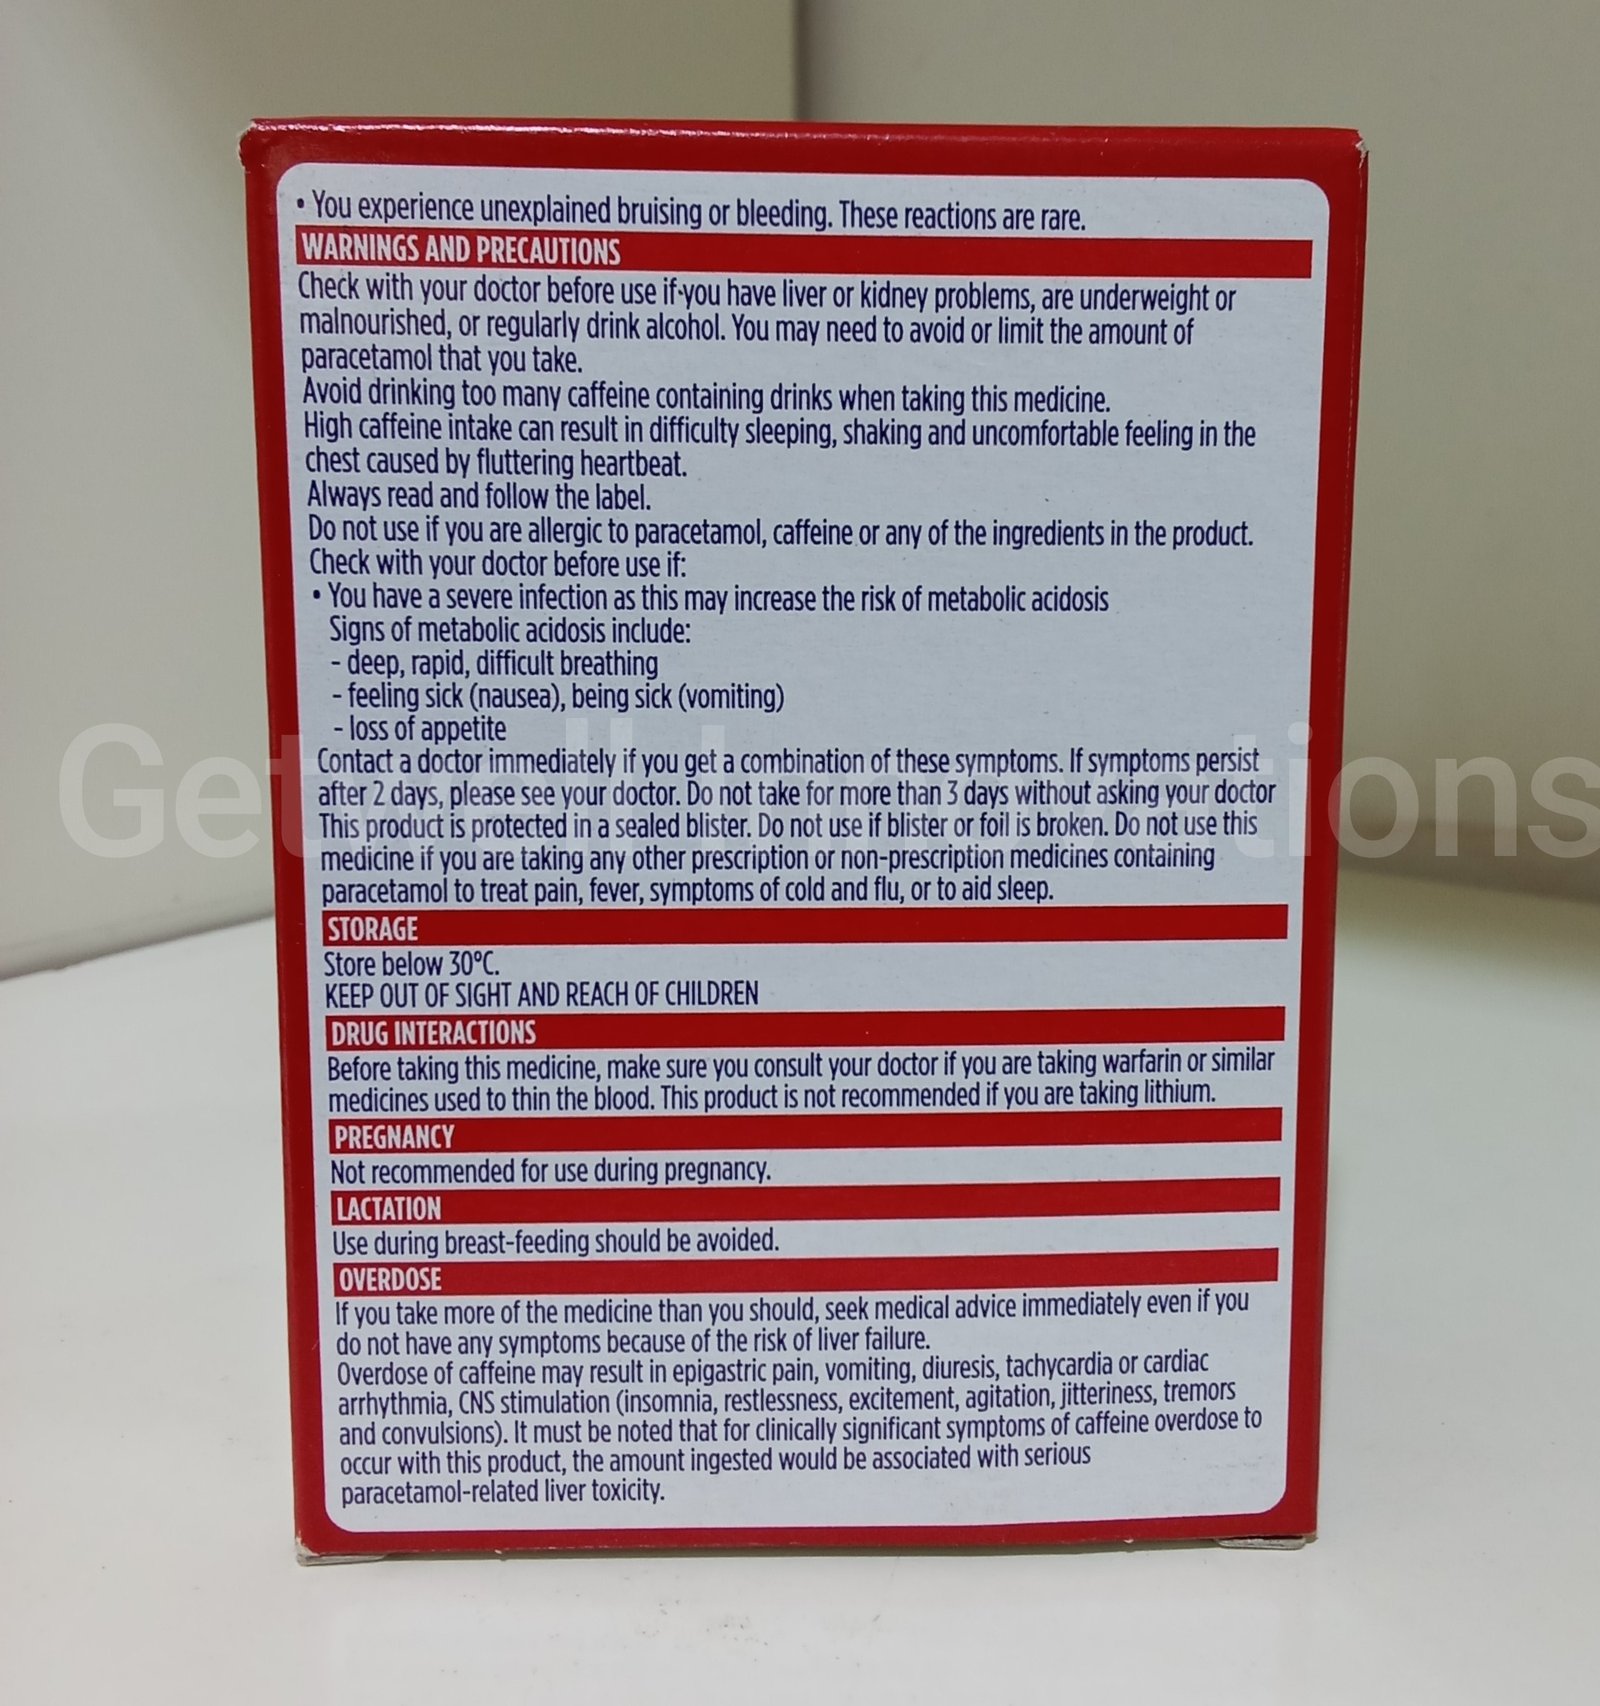 • You experience unexplained bruising or bleeding. These reactions are rare.
WARNINGS AND PRECAUTIONS
Check with your doctor before use if you have liver or kidney problems, are underweight or
malnourished, or regularly drink alcohol. You may need to avoid or limit the amount of
paracetamol that you take.
Avoid drinking too many caffeine containing drinks when taking this medicine.
High caffeine intake can result in difficulty sleeping, shaking and uncomfortable feeling in the
chest caused by fluttering heartbeat.
Always read and follow the label.
Do not use if you are allergic to paracetamol, caffeine or any of the ingredients in the product.
Check with your doctor before use if:
• You have a severe infection as this may increase the risk of metabolic acidosis
Signs of metabolic acidosis include:
- deep, rapid, difficult breathing
- feeling sick (nausea), being sick (vomiting)
- loss of appetite
Contact a doctor immediately if you get a combination of these symptoms. If symptoms persist
after 2 days, please see your doctor. Do not take for more than 3 days without asking your doctor
This product is protected in a sealed blister. Do not use if blister or foil is broken. Do not use this
medicine if you are taking any other prescription or non-prescription medicines containing
paracetamol to treat pain, fever, symptoms of cold and flu, or to aid sleep.
STORAGE
Store below 30°C.
KEEP OUT OF SIGHT AND REACH OF CHILDREN
DRUG INTERACTIONS
Before taking this medicine, make sure you consult your doctor if you are taking warfarin or similar
medicines used to thin the blood. This product is not recommended if you are taking lithium.
PREGNANCY
Not recommended for use during pregnancy.
LACTATION
Use during breast-feeding should be avoided.
OVERDOSE
If you take more of the medicine than you should, seek medical advice immediately even if you
do not have any symptoms because of the risk of liver failure.
Overdose of caffeine may result in epigastric pain, vomiting, diuresis, tachycardia or cardiac
arrhythmia, CNS stimulation (insomnia, restlessness, excitement, agitation, jitteriness, tremors
and convulsions). It must be noted that for clinically significant symptoms of caffeine overdose to
occur with this product, the amount ingested would be associated with serious
paracetamol-related liver toxicity.